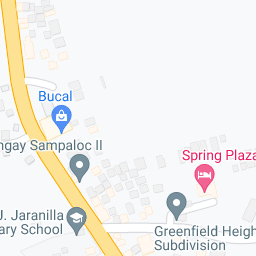 Bucal
ngay Sampaloc II
Spring Plaza
J. Jaranilla
ary School
Greenfield Heigh
Subdivision